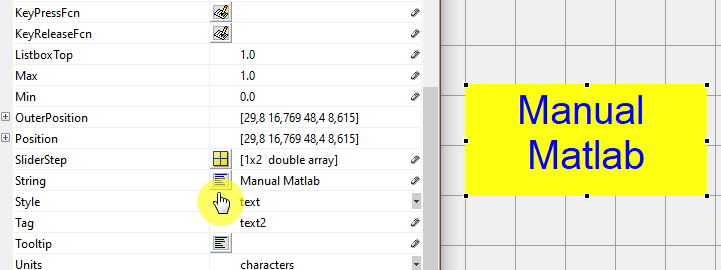 KeyPressFcn
KeyReleaseFcn
ListboxTop 1.0
Max 1.0
Min 0.0
OuterPosition [29,8 16,769 48,4 8,615]
Position [29,8 16,769 48,4 8,615]
SliderStep [1x2 double array]
String Manual Matlab
Style text
Tag text2
Tooltip
Units characters
Manual
Matlab